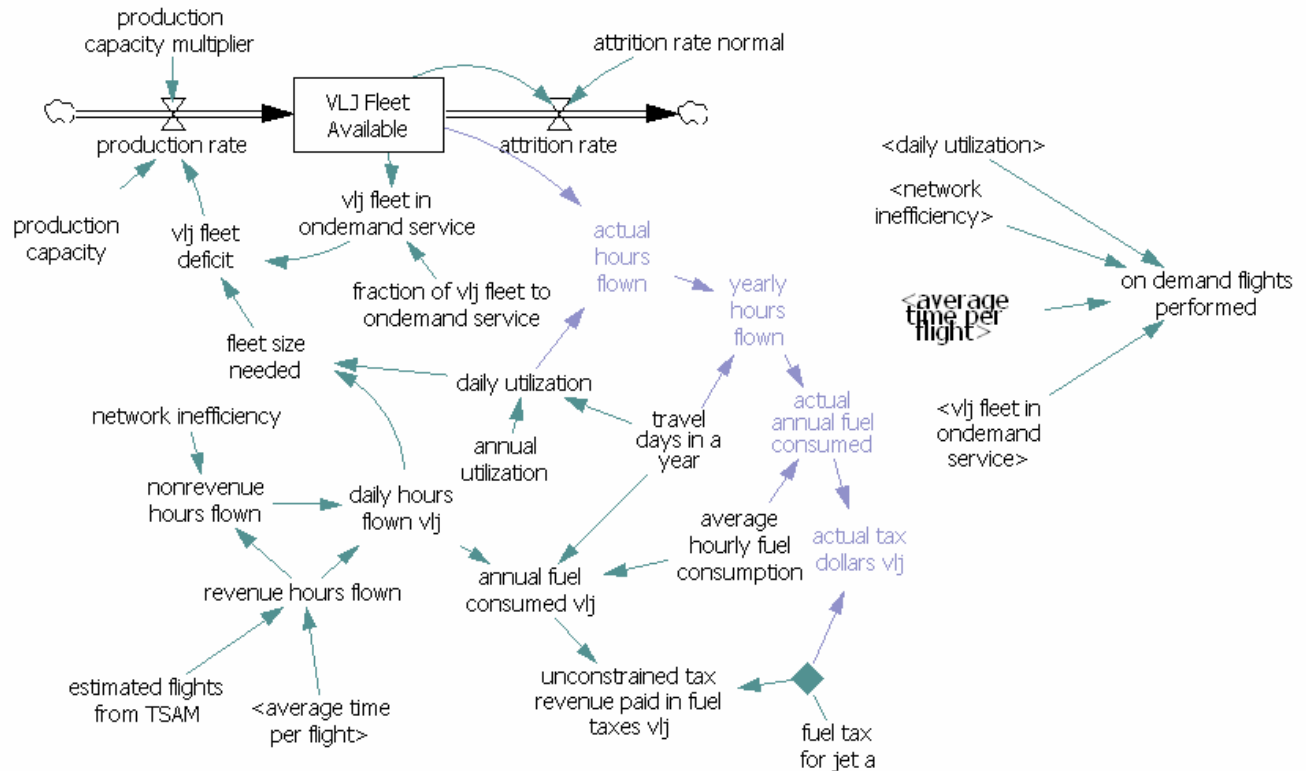 production
capacity multiplier
attrition rate normal
VLJ Fleet
Available
production rate
attrition rate
<daily utilization>
<network
inefficiency>
production
capacity
vlj fleet
deficit
vlj fleet in
ondemand service
actual
hours
flown
on demand flights
performed
fraction of vlj fleet to
ondemand service
yearly
hours
flown
<average
time per
flight>
fleet size
needed
daily utilization
network inefficiency
annual
utilization
travel
days in a
year
actual
annual fuel
consumed
<vlj fleet in
ondemand
service>
nonrevenue
hours flown
daily hours
flown vlj
average
hourly fuel
consumption
actual tax
dollars vlj
revenue hours flown
annual fuel
consumed vlj
estimated flights
from TSAM
<average time
per flight>
unconstrained tax
revenue paid in fuel
taxes vlj
fuel tax
for jet a